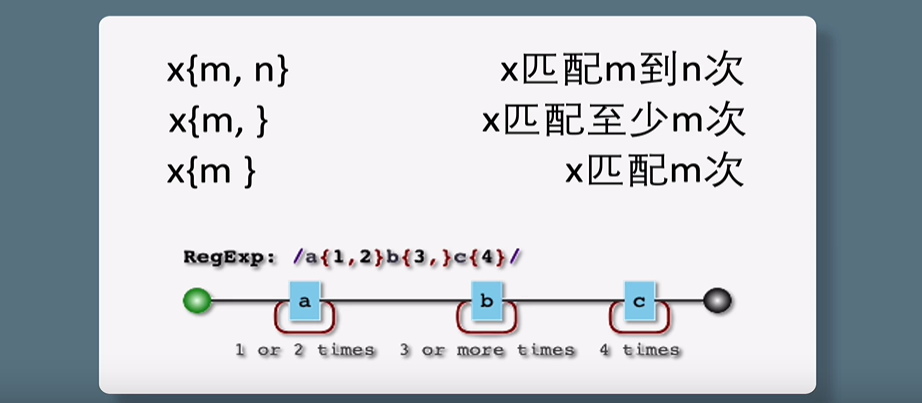 x{m, n} x匹配m到n次
x{m, } x匹配至少m次
x{m } x匹配m次
RegExp: /a{1,2}b{3,}c{4}/
a b c
1 or 2 times 3 or more times 4 times